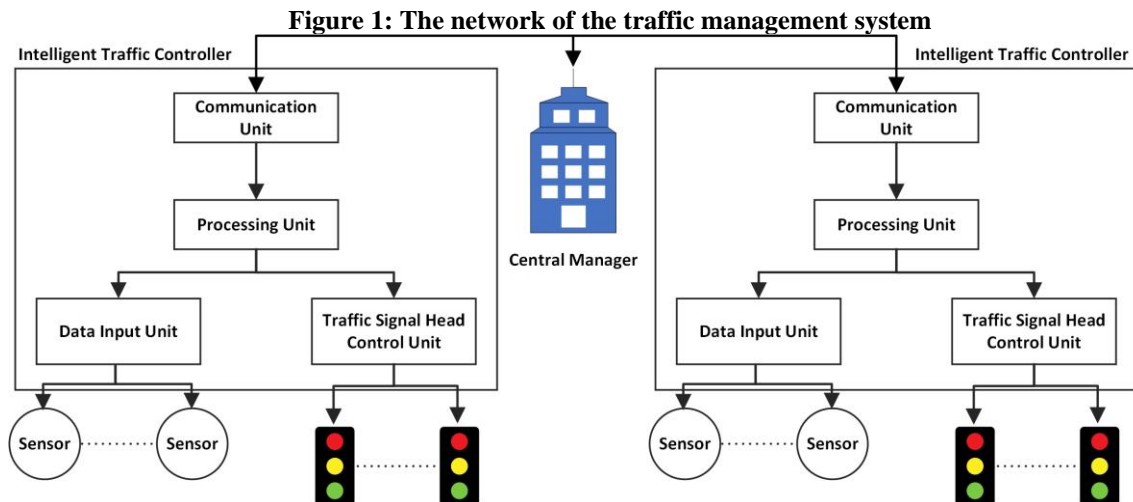 Figure 1: The network of the traffic management system
Intelligent Traffic Controller
Communication
Unit
Processing Unit
Data Input Unit
Traffic Signal Head
Control Unit
Sensor
Sensor
Central Manager
Intelligent Traffic Controller
Communication
Unit
Processing Unit
Data Input Unit
Traffic Signal Head
Control Unit
Sensor
Sensor